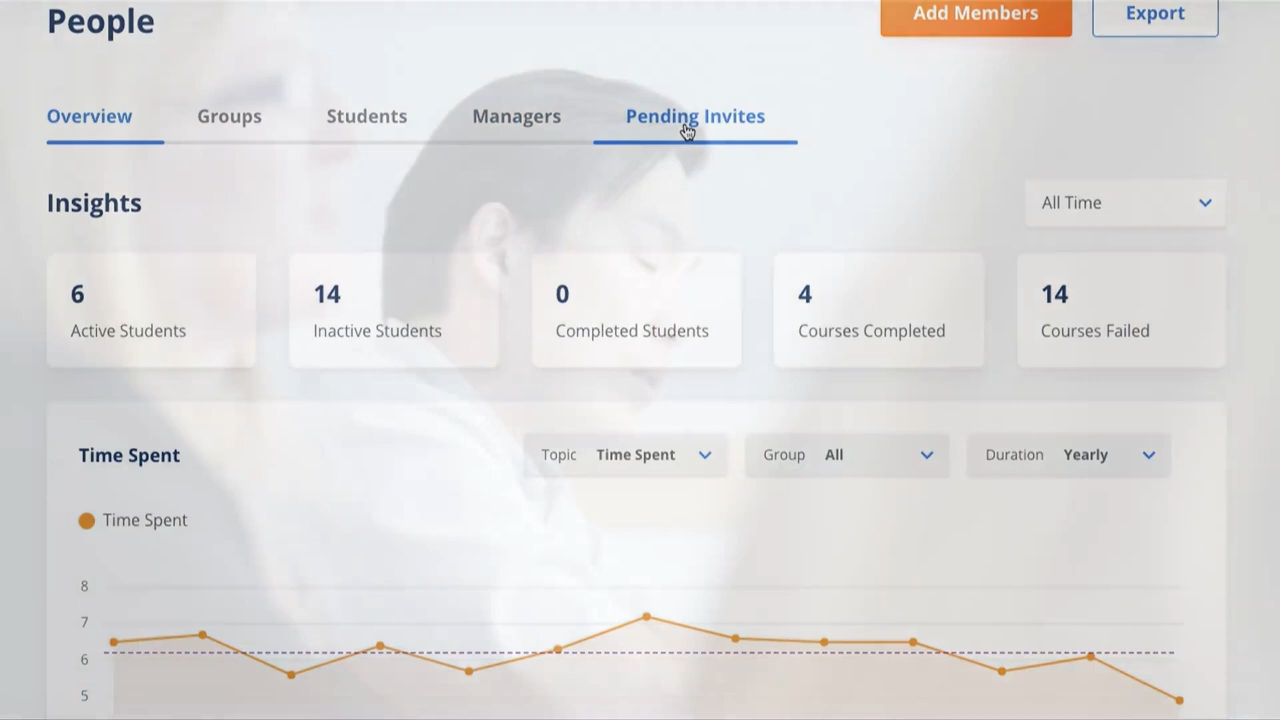 People
Add Members
Export
Overview
Groups
Students
Managers
Pending Invites
Insights
All Time
6
14
0
4
14
Active Students
Inactive Students
Completed Students
Courses Completed
Courses Failed
Time Spent
Topic Time Spent
Group All
Duration Yearly
Time Spent
8
7
6
5